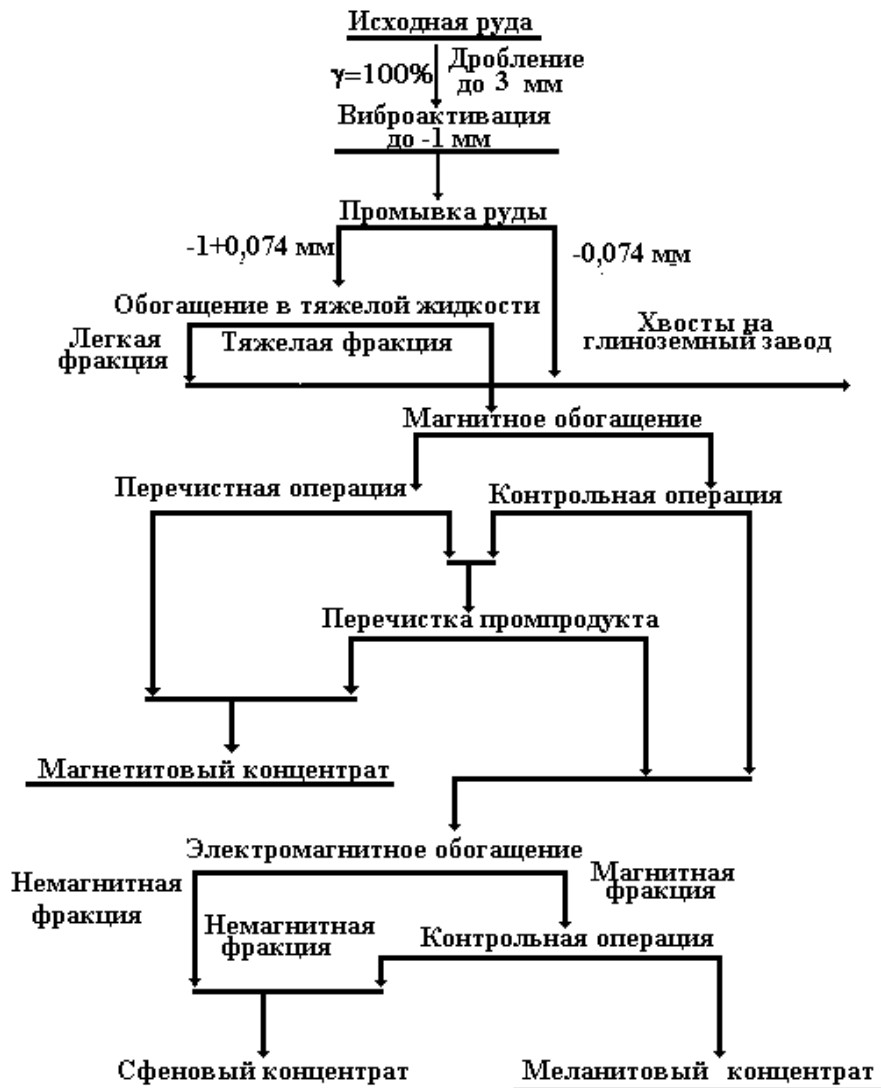 Исходная руда
γ=100%
Дробление
до 3 мм
Виброактивация
до -1 мм
Промывка руды
-1+0,074 мм
-0,074 мм
Обогащение в тяжелой жидкости
Легкая
фракция
Тяжелая фракция
Хвосты на
глиноземный завод
Магнитное обогащение
Перечистная операция
Контрольная операция
Перечистка промпродукта
Магнетитовый концентрат
Электромагнитное обогащение
Немагнитная
фракция
Магнитная
фракция
Немагнитная
фракция
Контрольная операция
Сфеновый концентрат
Меланитовый концентрат